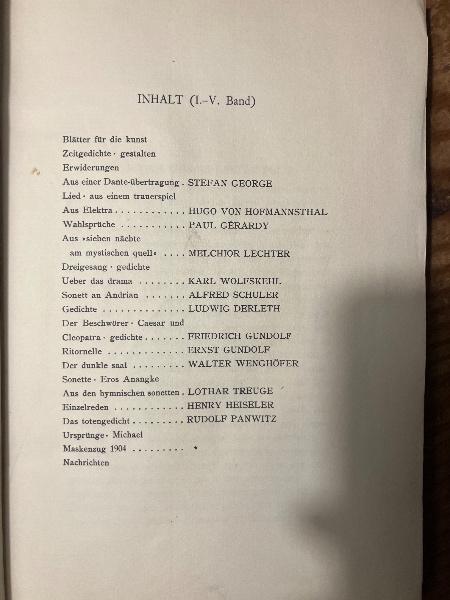 INHALT (I.–V. Band)
Blätter für die kunst
Zeitgedichte · gestalten
Erwiderungen
Aus einer Dante-übertragung . STEFAN GEORGE
Lied · aus einem trauerspiel
Aus Elektra . . . . . . . . . . . . HUGO VON HOFMANNSTHAL
Wahlsprüche . . . . . . . . . . . PAUL GÉRARDY
Aus »sieben nächte
am mystischen quell« . . . . MELCHIOR LECHTER
Dreigesang · gedichte
Ueber das drama . . . . . . . . KARL WOLFSKEHL
Sonett an Andrian . . . . . . . ALFRED SCHULER
Gedichte . . . . . . . . . . . . . . LUDWIG DERLETH
Der Beschwörer · Caesar und
Cleopatra · gedichte . . . . . . FRIEDRICH GUNDOLF
Ritornelle . . . . . . . . . . . . . ERNST GUNDOLF
Der dunkle saal . . . . . . . . . WALTER WENGHÖFER
Sonette · Eros Anangke
Aus den hymnischen sonetten . LOTHAR TREUGE
Einzelreden . . . . . . . . . . . . HENRY HEISELER
Das totengedicht . . . . . . . . . RUDOLF PANWITZ
Ursprünge · Michael
Maskenzug 1904 . . . . . . . . . *
Nachrichten